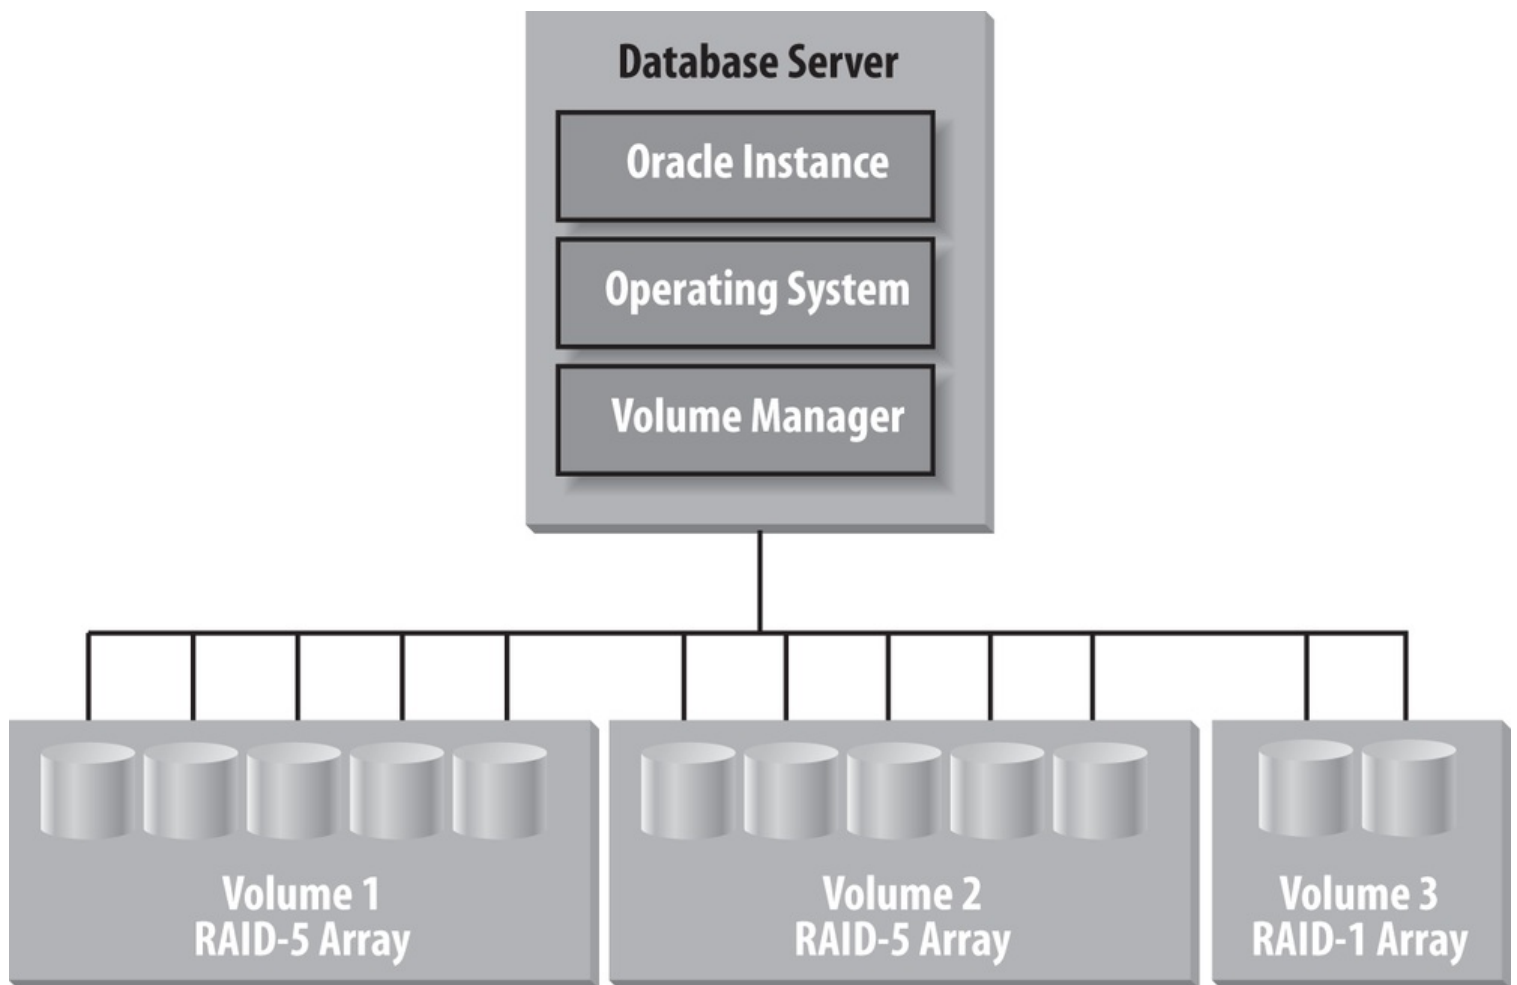 Database Server
Oracle Instance
Operating System
Volume Manager
Volume 1
RAID-5 Array
Volume 2
RAID-5 Array
Volume 3
RAID-1 Array